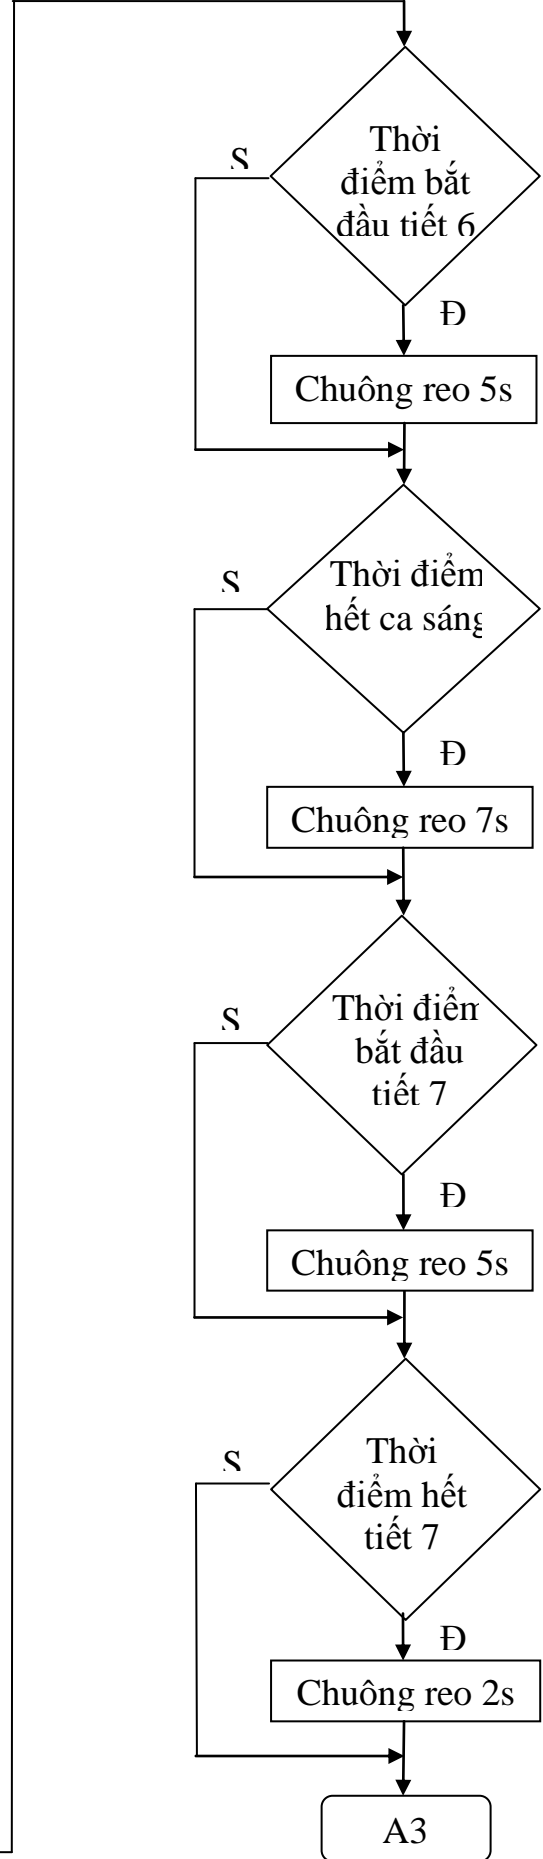 Thời
điểm bắt
đầu tiết 6
S
Đ
Chuông reo 5s
Thời điểm
hết ca sáng
S
Đ
Chuông reo 7s
Thời điểm
bắt đầu
tiết 7
S
Đ
Chuông reo 5s
Thời
điểm hết
tiết 7
S
Đ
Chuông reo 2s
A3